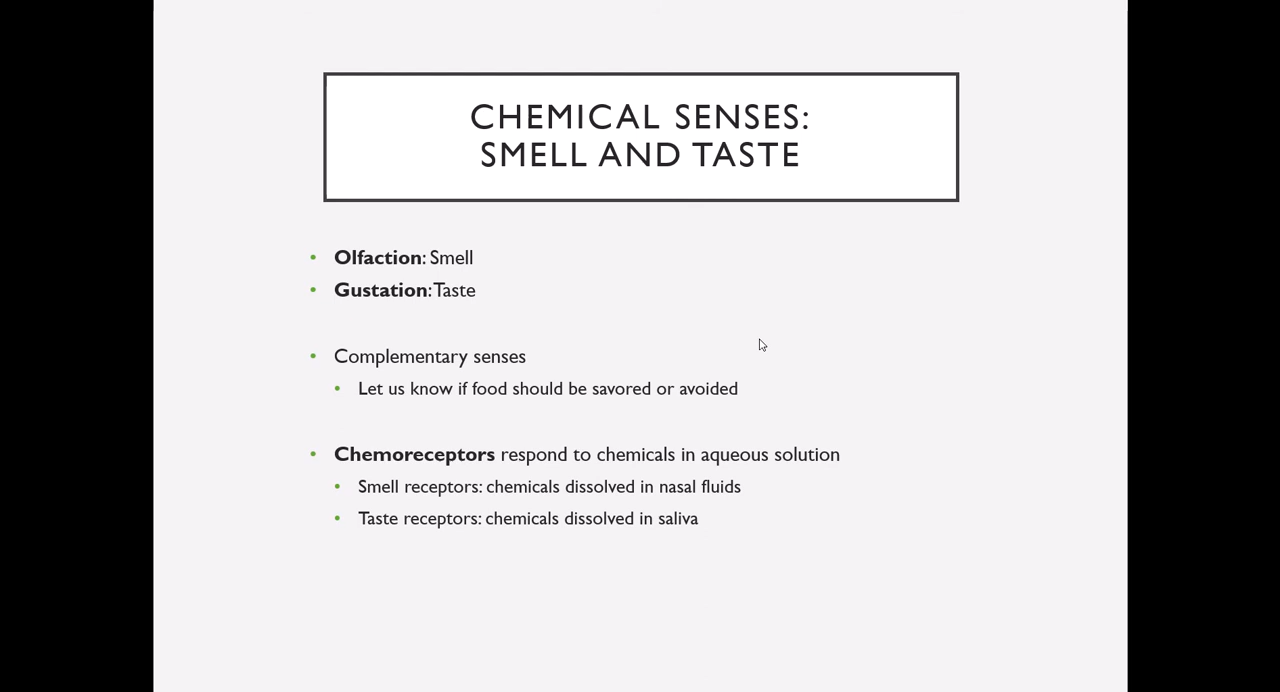 CHEMICAL SENSES:
SMELL AND TASTE
• Olfaction: Smell
• Gustation: Taste
• Complementary senses
• Let us know if food should be savored or avoided
• Chemoreceptors respond to chemicals in aqueous solution
• Smell receptors: chemicals dissolved in nasal fluids
• Taste receptors: chemicals dissolved in saliva